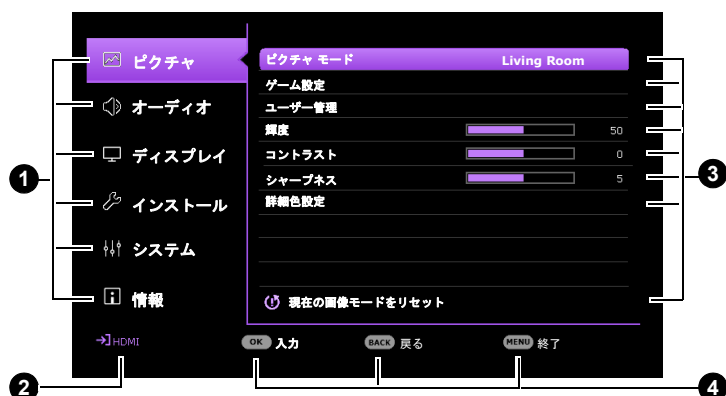 ピクチャ
オーディオ
ディスプレイ
インストール
システム
情報
ピクチャ モード Living Room
ゲーム設定
ユーザー管理
輝度 50
コントラスト 0
シャープネス 5
詳細色設定
現在の画像モードをリセット
HDMI
OK 入力
BACK 戻る
MENU 終了
1
2
3
4